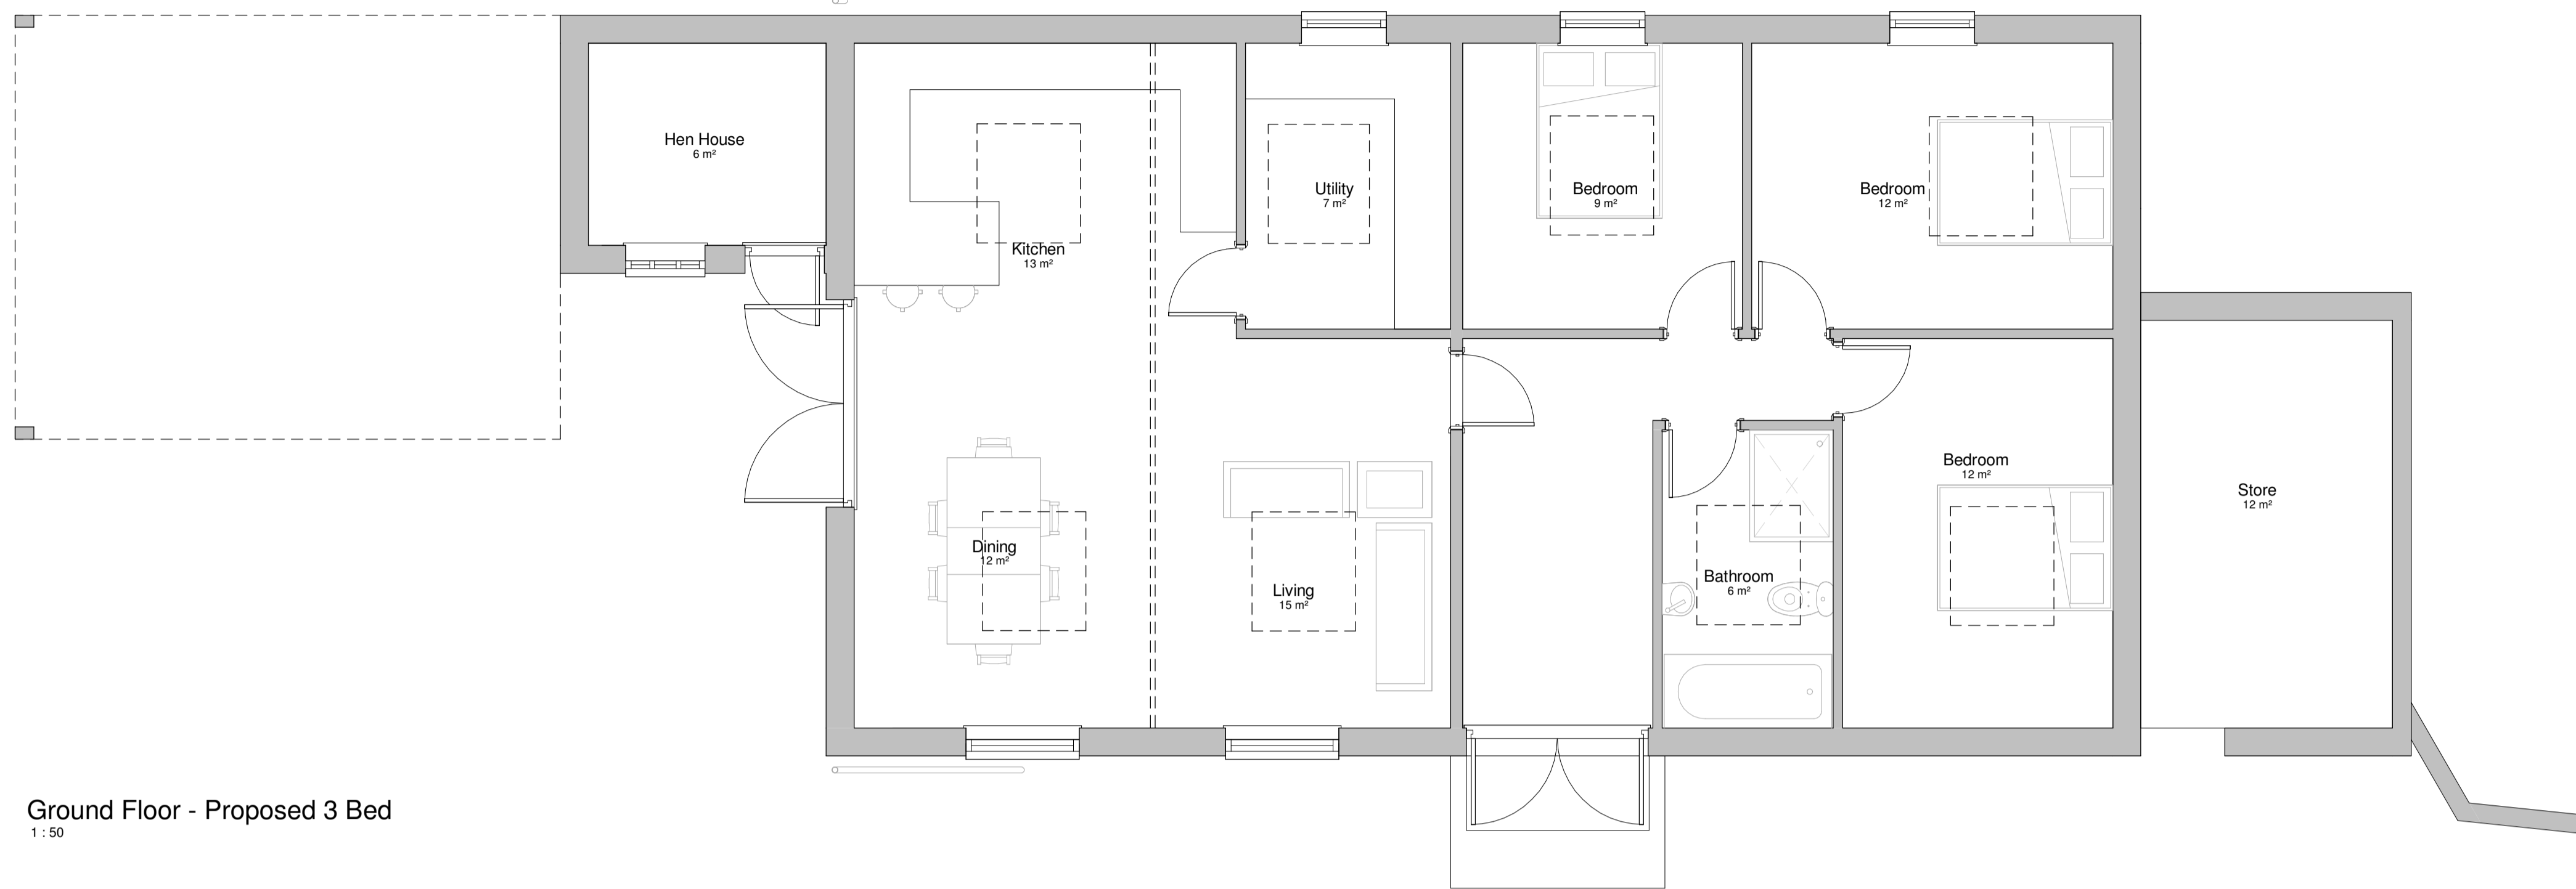 Hen House
6 m²
Kitchen
13 m²
Utility
7 m²
Bedroom
9 m²
Bedroom
12 m²
Dining
12 m²
Living
15 m²
Bathroom
6 m²
Bedroom
12 m²
Store
12 m²
Ground Floor - Proposed 3 Bed
1 : 50